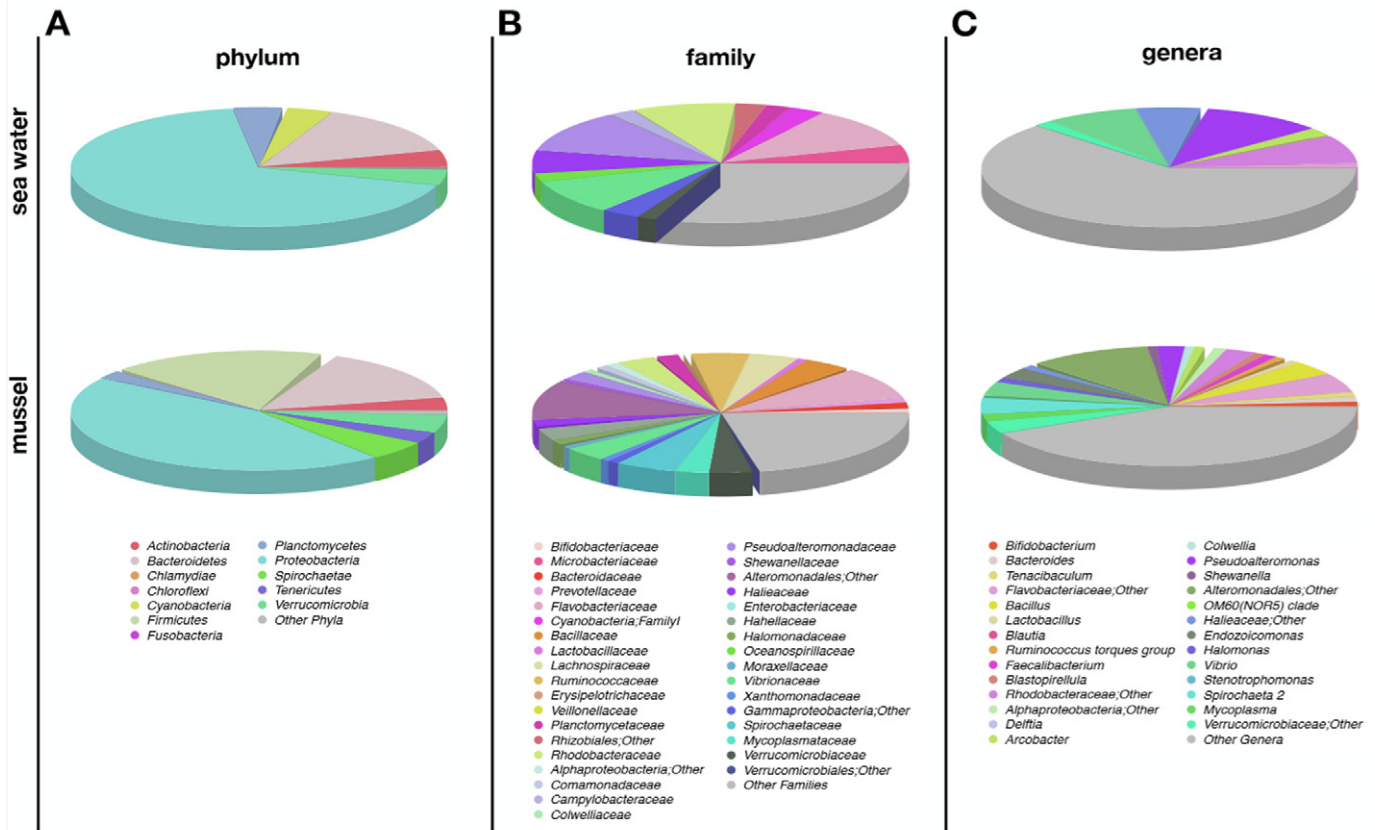 A
phylum
B
family
C
genera
sea water
mussel
Actinobacteria
Bacteroidetes
Chlamydiae
Chloroflexi
Cyanobacteria
Firmicutes
Fusobacteria
Planctomycetes
Proteobacteria
Spirochaetae
Tenericutes
Verrucomicrobia
Other Phyla
Bifidobacteriaceae
Microbacteriaceae
Bacteroidaceae
Prevotellaceae
Flavobacteriaceae
Cyanobacteria;FamilyI
Bacillaceae
Lactobacillaceae
Lachnospiraceae
Ruminococcaceae
Erysipelotrichaceae
Veillonellaceae
Planctomycetaceae
Rhizobiales;Other
Rhodobacteraceae
Alphaproteobacteria;Other
Comamonadaceae
Campylobacteraceae
Colwelliaceae
Pseudoalteromonadaceae
Shewanellaceae
Alteromonadales;Other
Halieaceae
Enterobacteriaceae
Hahellaceae
Halomonadaceae
Oceanospirillaceae
Moraxellaceae
Vibrionaceae
Xanthomonadaceae
Gammaproteobacteria;Other
Spirochaetaceae
Mycoplasmataceae
Verrucomicrobiaceae
Verrucomicrobiales;Other
Other Families
Bifidobacterium
Bacteroides
Tenacibaculum
Flavobacteriaceae;Other
Bacillus
Lactobacillus
Blautia
Ruminococcus torques group
Faecalibacterium
Blastopirellula
Rhodobacteraceae;Other
Alphaproteobacteria;Other
Delftia
Arcobacter
Colwellia
Pseudoalteromonas
Shewanella
Alteromonadales;Other
OM60(NOR5) clade
Halieaceae;Other
Endozoicomonas
Halomonas
Vibrio
Stenotrophomonas
Spirochaeta 2
Mycoplasma
Verrucomicrobiaceae;Other
Other Genera